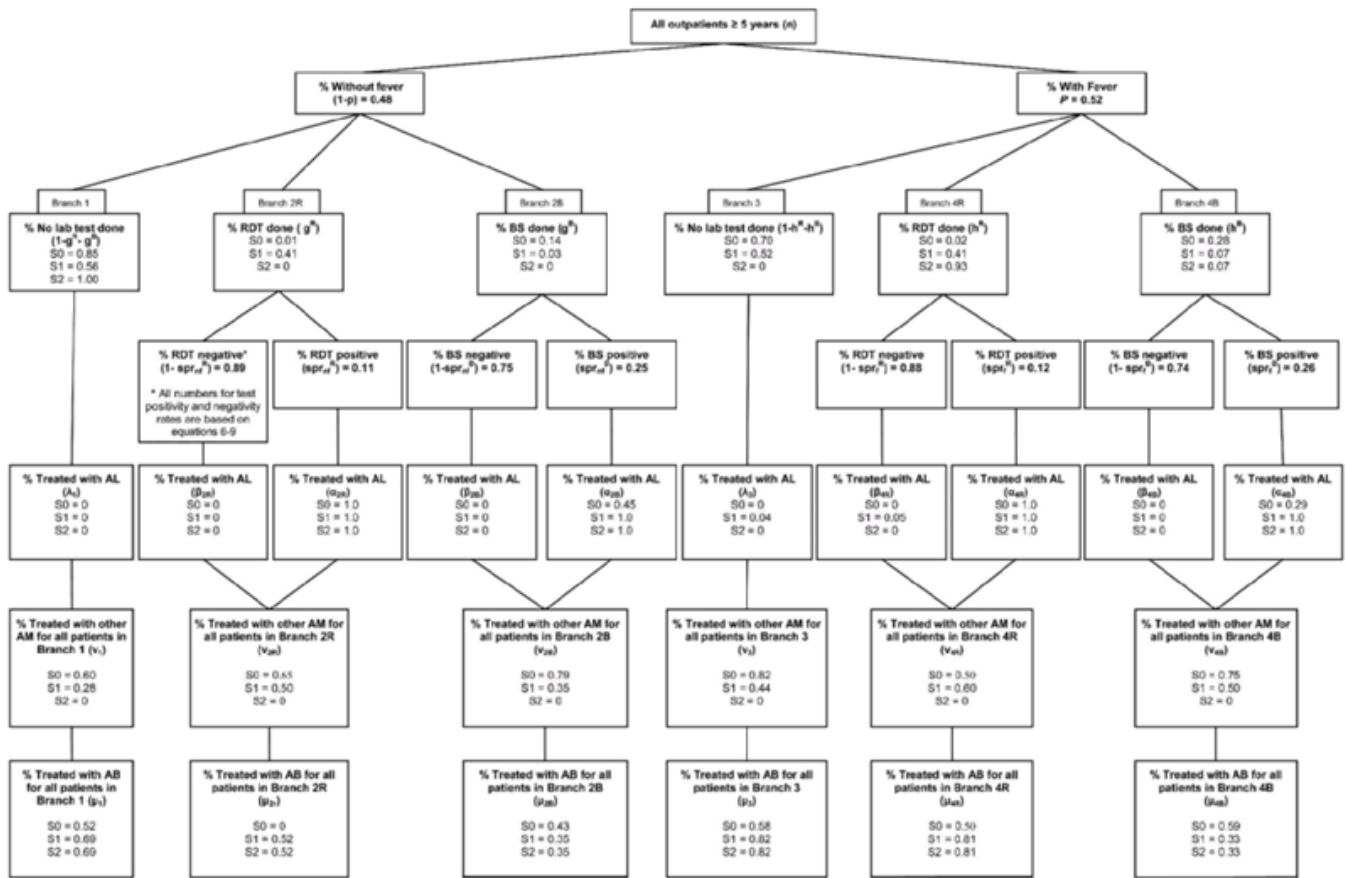 All outpatients ≥ 5 years (n)
% Without fever
(1-p) = 0.48
% With Fever
P = 0.52
Branch 1
% No lab test done
(1-gᴿ- gᴮ)
S0 = 0.85
S1 = 0.56
S2 = 1.00
Branch 2R
% RDT done ( gᴿ)
S0 = 0.01
S1 = 0.41
S2 = 0
Branch 2B
% BS done (gᴮ)
S0 = 0.14
S1 = 0.03
S2 = 0
Branch 3
% No lab test done (1-hᴿ-hᴮ)
S0 = 0.70
S1 = 0.52
S2 = 0
Branch 4R
% RDT done (hᴿ)
S0 = 0.02
S1 = 0.41
S2 = 0.93
Branch 4B
% BS done (hᴮ)
S0 = 0.28
S1 = 0.07
S2 = 0.07
% RDT negative*
(1- sprₙfᴿ) = 0.89
* All numbers for test
positivity and negativity
rates are based on
equations 6-9
% RDT positive
(sprₙfᴿ) = 0.11
% BS negative
(1-sprₙfᴮ) = 0.75
% BS positive
(sprₙfᴮ) = 0.25
% RDT negative
(1- sprfᴿ) = 0.88
% RDT positive
(sprfᴿ) = 0.12
% BS negative
(1- sprfᴮ) = 0.74
% BS positive
(sprfᴮ) = 0.26
% Treated with AL
(λ₁)
S0 = 0
S1 = 0
S2 = 0
% Treated with AL
(β₂R)
S0 = 0
S1 = 0
S2 = 0
% Treated with AL
(α₂R)
S0 = 1.0
S1 = 1.0
S2 = 1.0
% Treated with AL
(β₂B)
S0 = 0
S1 = 0
S2 = 0
% Treated with AL
(α₂B)
S0 = 0.45
S1 = 1.0
S2 = 1.0
% Treated with AL
(λ₃)
S0 = 0
S1 = 0.04
S2 = 0
% Treated with AL
(β₄R)
S0 = 0
S1 = 0.05
S2 = 0
% Treated with AL
(α₄R)
S0 = 1.0
S1 = 1.0
S2 = 1.0
% Treated with AL
(β₄B)
S0 = 0
S1 = 0
S2 = 0
% Treated with AL
(α₄B)
S0 = 0.29
S1 = 1.0
S2 = 1.0
% Treated with other
AM for all patients in
Branch 1 (v₁)
S0 = 0.60
S1 = 0.28
S2 = 0
% Treated with other AM for
all patients in Branch 2R
(v₂R)
S0 = 0.65
S1 = 0.50
S2 = 0
% Treated with other AM for
all patients in Branch 2B
(v₂B)
S0 = 0.79
S1 = 0.35
S2 = 0
% Treated with other AM for
all patients in Branch 3
(v₃)
S0 = 0.82
S1 = 0.44
S2 = 0
% Treated with other AM for
all patients in Branch 4R
(v₄R)
S0 = 0.50
S1 = 0.60
S2 = 0
% Treated with other AM for
all patients in Branch 4B
(v₄B)
S0 = 0.75
S1 = 0.50
S2 = 0
% Treated with AB
for all patients in
Branch 1 (μ₁)
S0 = 0.52
S1 = 0.69
S2 = 0.69
% Treated with AB for all
patients in Branch 2R
S0 = 0
S1 = 0.52
S2 = 0.52
% Treated with AB for all
patients in Branch 2B
(μ₂B)
S0 = 0.43
S1 = 0.35
S2 = 0.35
% Treated with AB for all
patients in Branch 3
(μ₃)
S0 = 0.58
S1 = 0.82
S2 = 0.82
% Treated with AB for all
patients in Branch 4R
(μ₄R)
S0 = 0.50
S1 = 0.81
S2 = 0.81
% Treated with AB for all
patients in Branch 4B
(μ₄B)
S0 = 0.59
S1 = 0.33
S2 = 0.33